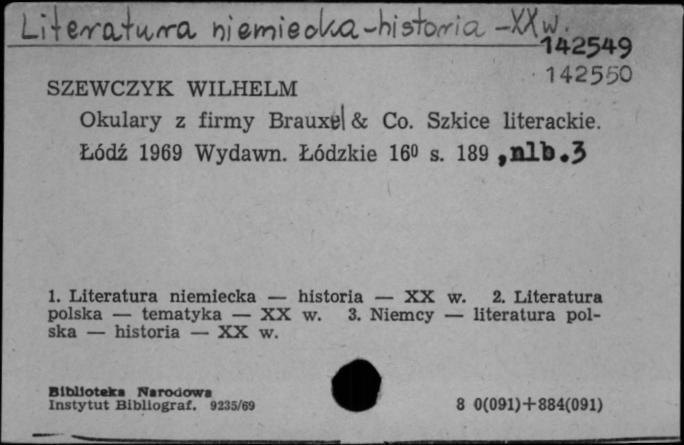 Literatura niemiecka-historia-XX w.
142549
142550
SZEWCZYK WILHELM
Okulary z firmy Brauxel & Co. Szkice literackie.
Łódź 1969 Wydawn. Łódzkie 16⁰ s. 189, nlb.3
1. Literatura niemiecka — historia — XX w. 2. Literatura
polska — tematyka — XX w. 3. Niemcy — literatura pol-
ska — historia — XX w.
Biblioteka Narodowa
Instytut Bibliograf. 9235/69
8 0(091)+884(091)